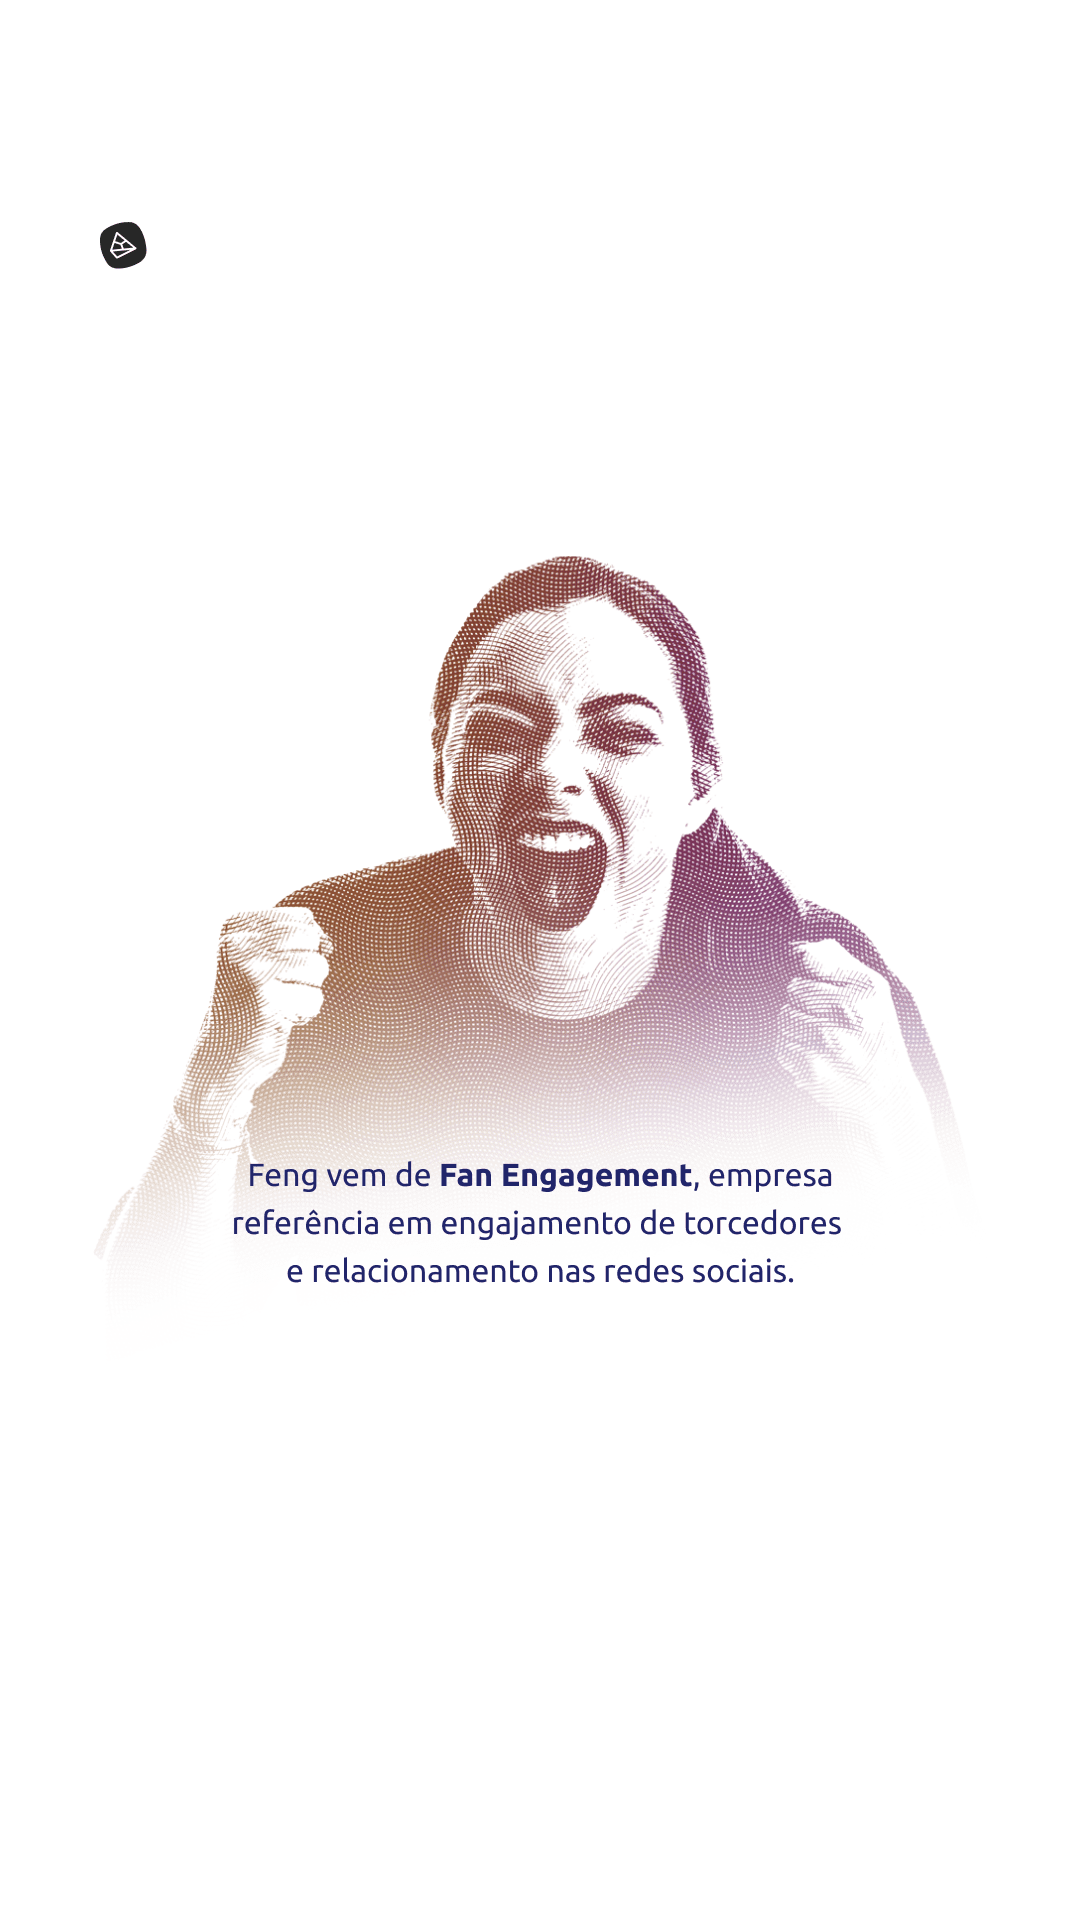 Feng vem de Fan Engagement, empresa
referência em engajamento de torcedores
e relacionamento nas redes sociais.